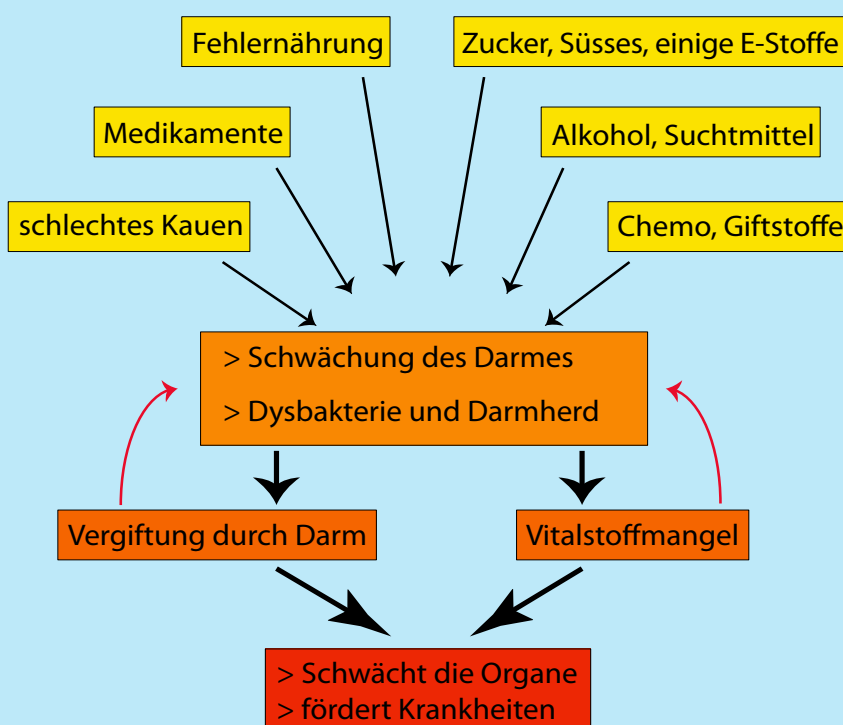 Fehlernährung
Zucker, Süsses, einige E-Stoffe
Medikamente
Alkohol, Suchtmittel
schlechtes Kauen
Chemo, Giftstoffe
> Schwächung des Darmes
> Dysbakterie und Darmherd
Vergiftung durch Darm
Vitalstoffmangel
> Schwächt die Organe
> fördert Krankheiten